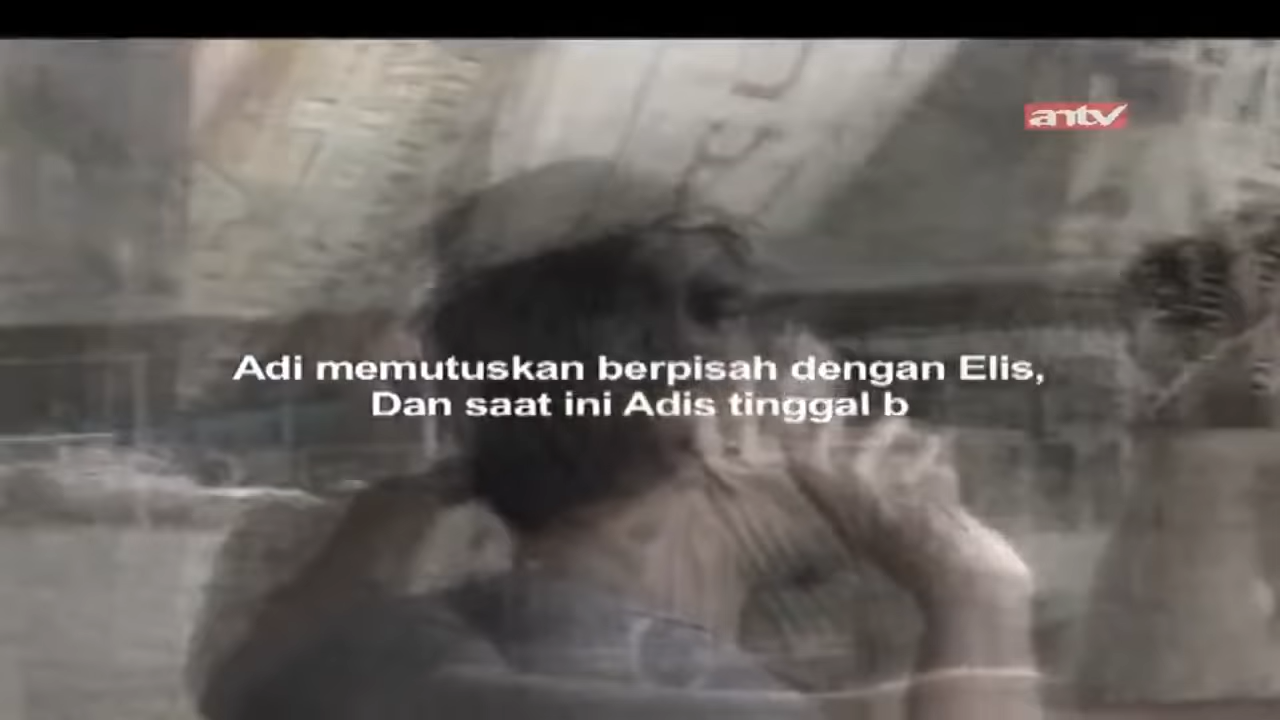 antv
Adi memutuskan berpisah dengan Elis,
Dan saat ini Adis tinggal b